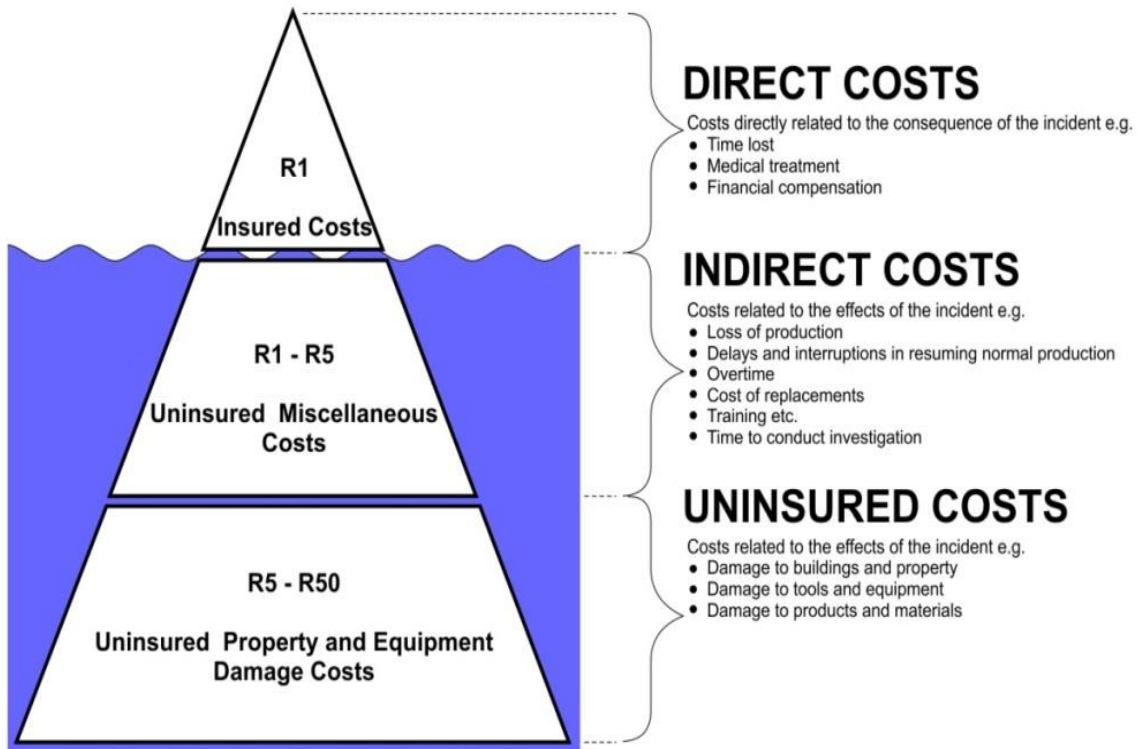 R1
Insured Costs
R1 - R5
Uninsured Miscellaneous
Costs
R5 - R50
Uninsured Property and Equipment
Damage Costs
DIRECT COSTS
Costs directly related to the consequence of the incident e.g.
• Time lost
• Medical treatment
• Financial compensation
INDIRECT COSTS
Costs related to the effects of the incident e.g.
• Loss of production
• Delays and interruptions in resuming normal production
• Overtime
• Cost of replacements
• Training etc.
• Time to conduct investigation
UNINSURED COSTS
Costs related to the effects of the incident e.g.
• Damage to buildings and property
• Damage to tools and equipment
• Damage to products and materials